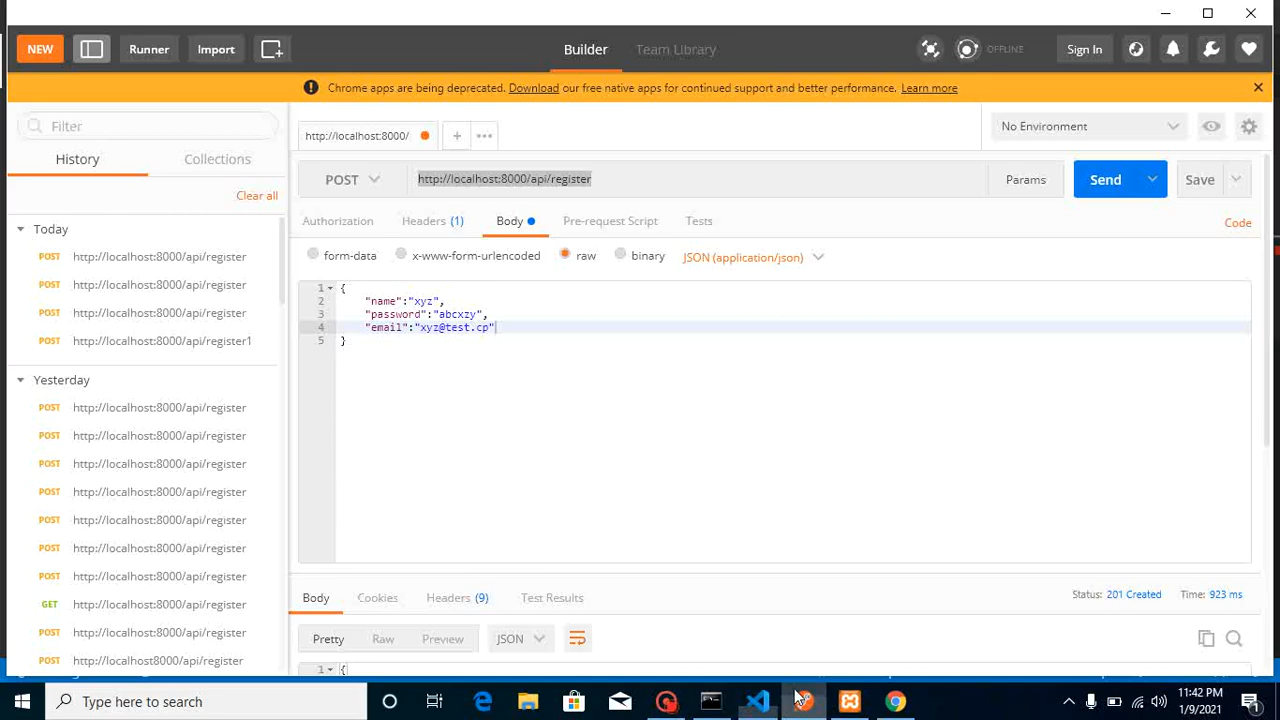 NEW
Runner
Import
Builder
Team Library
OFFLINE
Sign In
Chrome apps are being deprecated. Download our free native apps for continued support and better performance. Learn more
Filter
History
Collections
Clear all
Today
POST http://localhost:8000/api/register
POST http://localhost:8000/api/register
POST http://localhost:8000/api/register
POST http://localhost:8000/api/register1
Yesterday
POST http://localhost:8000/api/register
POST http://localhost:8000/api/register
POST http://localhost:8000/api/register
POST http://localhost:8000/api/register
POST http://localhost:8000/api/register
POST http://localhost:8000/api/register
POST http://localhost:8000/api/register
GET http://localhost:8000/api/register
POST http://localhost:8000/api/register
POST http://localhost8000/api/register
http://localhost:8000/
No Environment
POST
http://localhost:8000/api/register
Params
Send
Save
Authorization
Headers (1)
Body
Pre-request Script
Tests
Code
form-data
x-www-form-urlencoded
raw
binary
JSON (application/json)
1 {
2 "name":"xyz",
3 "password":"abcxzy",
4 "email":"xyz@test.cp"
5 }
Body
Cookies
Headers (9)
Test Results
Status: 201 Created
Time: 923 ms
Pretty
Raw
Preview
JSON
1 {
Type here to search
11:42 PM
1/9/2021
1